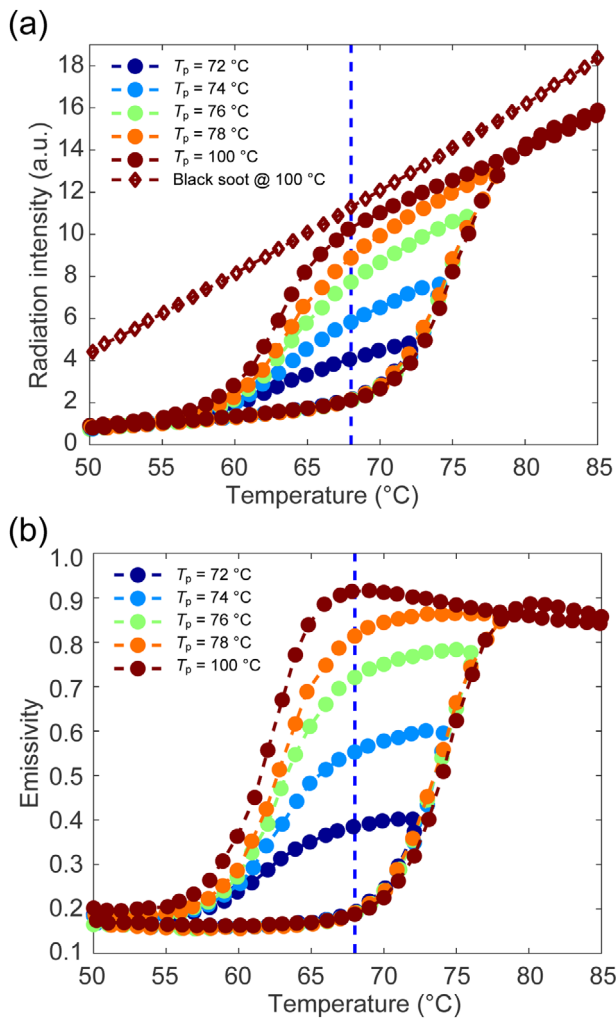 (a)
Radiation intensity (a.u.)
18
16
14
12
10
8
6
4
2
0
Tp = 72 °C
Tp = 74 °C
Tp = 76 °C
Tp = 78 °C
Tp = 100 °C
Black soot @ 100 °C
50 55 60 65 70 75 80 85
Temperature (°C)
(b)
Emissivity
1.0
0.9
0.8
0.7
0.6
0.5
0.4
0.3
0.2
0.1
Tp = 72 °C
Tp = 74 °C
Tp = 76 °C
Tp = 78 °C
Tp = 100 °C
50 55 60 65 70 75 80 85
Temperature (°C)